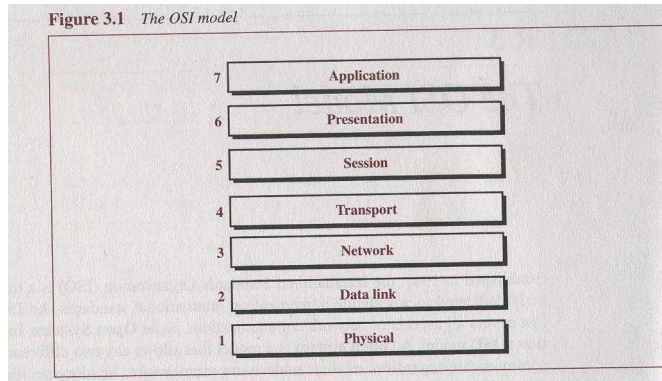 Figure 3.1 The OSI model
7 Application
6 Presentation
5 Session
4 Transport
3 Network
2 Data link
1 Physical